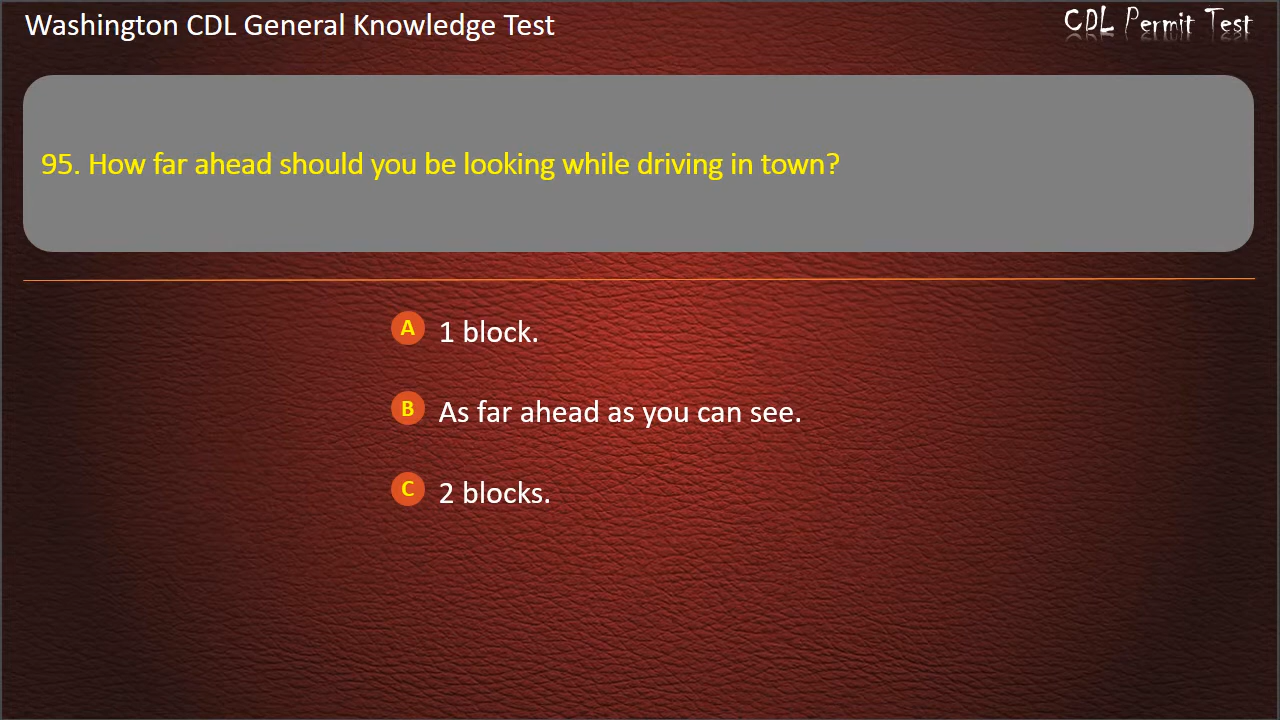 Washington CDL General Knowledge Test
CDL Permit Test
95. How far ahead should you be looking while driving in town?
A 1 block.
B As far ahead as you can see.
C 2 blocks.